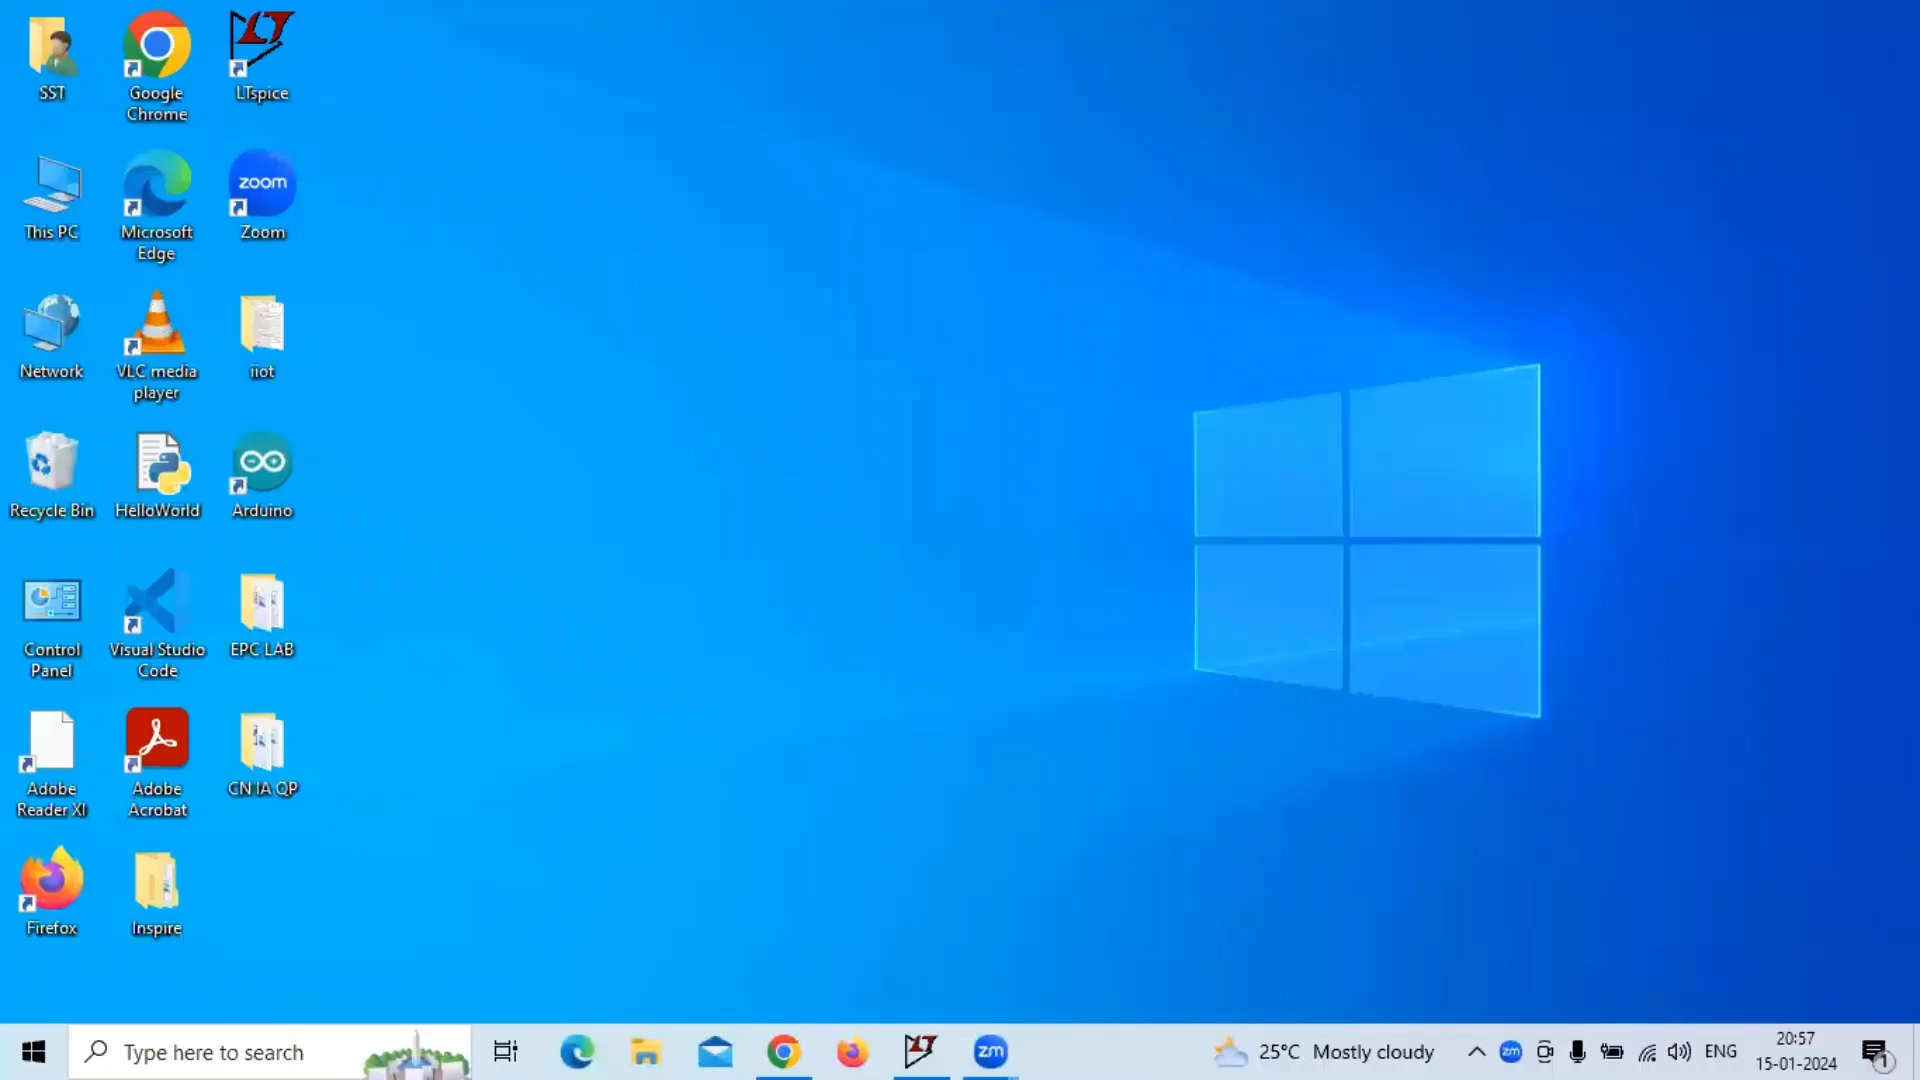 SST
Google
Chrome
LTspice
This PC
Microsoft
Edge
zoom
Zoom
Network
VLC media
player
iiot
Recycle Bin
HelloWorld
Arduino
Control
Panel
Visual Studio
Code
EPC LAB
Adobe
Reader XI
Adobe
Acrobat
CN IA QP
Firefox
Inspire
Type here to search
zm
25°C Mostly cloudy
zm
ENG
20:57
15-01-2024
1